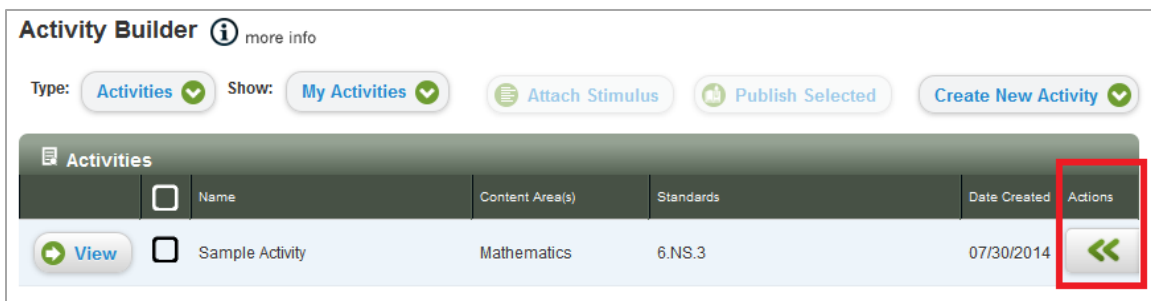 Activity Builder i more info
Type: Activities Show: My Activities Attach Stimulus Publish Selected Create New Activity
Activities
Name Content Area(s) Standards Date Created Actions
View Sample Activity Mathematics 6.NS.3 07/30/2014